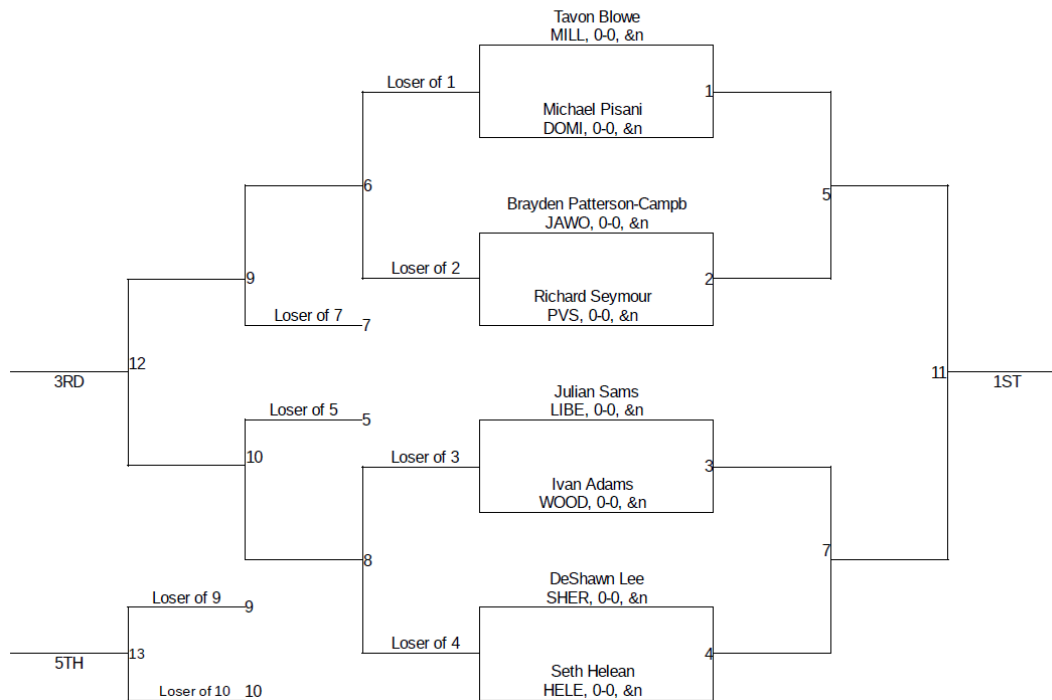 Tavon Blowe
MILL, 0-0, &n
Loser of 1
1
Michael Pisani
DOMI, 0-0, &n
6
5
Brayden Patterson-Campb
JAWO, 0-0, &n
Loser of 2
9
2
Richard Seymour
PVS, 0-0, &n
Loser of 7
7
12
3RD
11
1ST
Julian Sams
LIBE, 0-0, &n
Loser of 5
5
10
Loser of 3
3
Ivan Adams
WOOD, 0-0, &n
8
7
DeShawn Lee
SHER, 0-0, &n
Loser of 9
9
Loser of 4
4
13
5TH
Seth Helean
HELE, 0-0, &n
Loser of 10
10